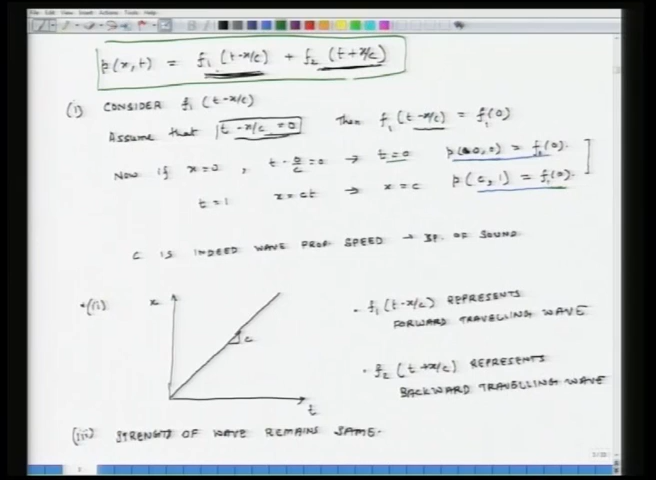 p(x,t) = f₁ (t-x/c) + f₂ (t+x/c)
(i) CONSIDER f₁ (t-x/c)
Assume that t-x/c=0 Then f₁ (t-x/c) = f₁(0)
Now if x=0, t-0/c=0 → t=0 p(0,0) = f₁(0).
t=1 x=ct → x=c p(c,1) = f₁(0).
C IS INDEED WAVE PROP SPEED → SP. OF SOUND
(ii)
x
c
t
• f₁(t-x/c) REPRESENTS
FORWARD TRAVELLING WAVE
• f₂ (t+x/c) REPRESENTS
BACKWARD TRAVELLING WAVE
(iii) STRENGTH OF WAVE REMAINS SAME.